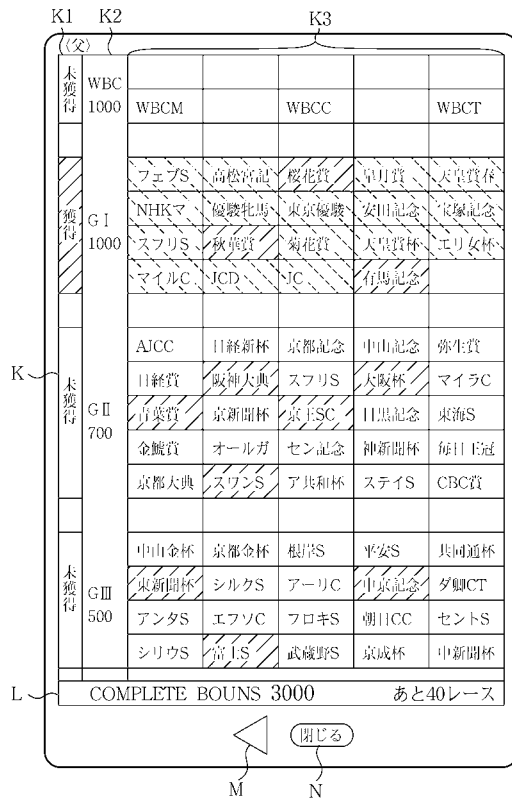 K1 K2 K3
〈父〉
未獲得 WBC 1000
WBCM WBCC WBCT
獲得 GⅠ 1000
フェブS 高松宮記 桜花賞 皐月賞 天皇賞春
NHKマ 優駿牝馬 東京優駿 安田記念 宝塚記念
スプリS 秋華賞 菊花賞 天皇賞秋 エリ女杯
マイルC JCD JC 有馬記念
K
未獲得 GⅡ 700
AJCC 日経新杯 京都記念 中山記念 弥生賞
日経賞 阪神大典 スプリS 大阪杯 マイラC
青葉賞 京新聞杯 京王SC 目黒記念 東海S
金鯱賞 オールカ セン記念 神新聞杯 毎日王冠
京都大典 スワンS ア共和杯 ステイS CBC賞
未獲得 GⅢ 500
中山金杯 京都金杯 根岸S 平安S 共同通杯
東新聞杯 シルクS アーリC 中京記念 ダ卿CT
アンタS エプソC プロキS 朝日CC セントS
シリウS 富士S 武蔵野S 京成杯 中新聞杯
L
COMPLETE BOUNS 3000 あと40レース
閉じる
M N